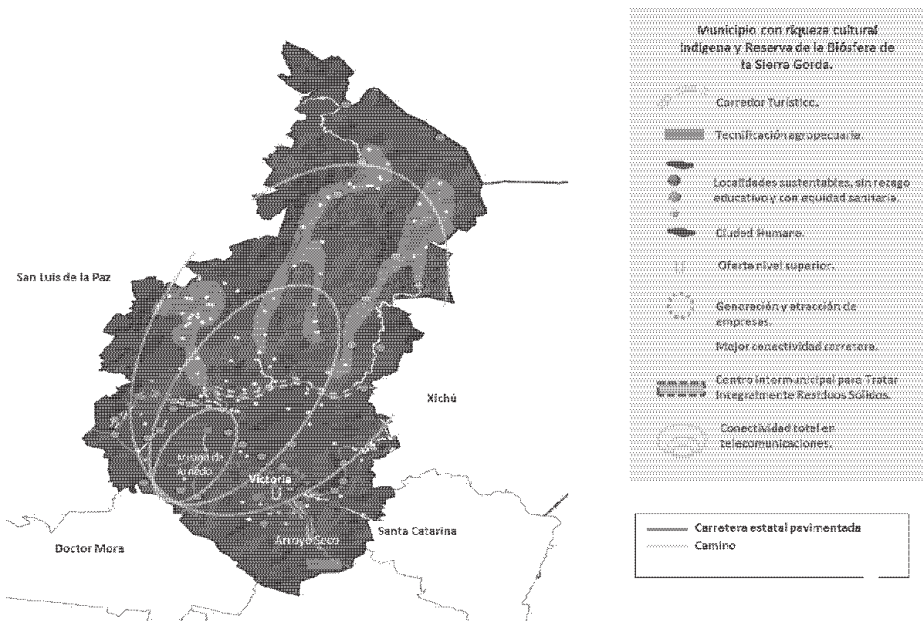 Municipio con riqueza cultural
indígena y Reserva de la Biósfera de
la Sierra Gorda.
Corredor Turístico.
Tecnificación agropecuaria.
Localidades sustentables, sin rezago
educativo y con equidad sanitaria.
Ciudad Humana.
Oferta nivel superior.
Generación y atracción de
empresas.
Mejor conectividad carretera.
Centro intermunicipal para Tratar
Integralmente Residuos Sólidos.
Conectividad total en
telecomunicaciones.
San Luis de la Paz
Xichú
Misión de
Arnedo
Victoria
Arroyo Seco
Santa Catarina
Doctor Mora
Carretera estatal pavimentada
Camino